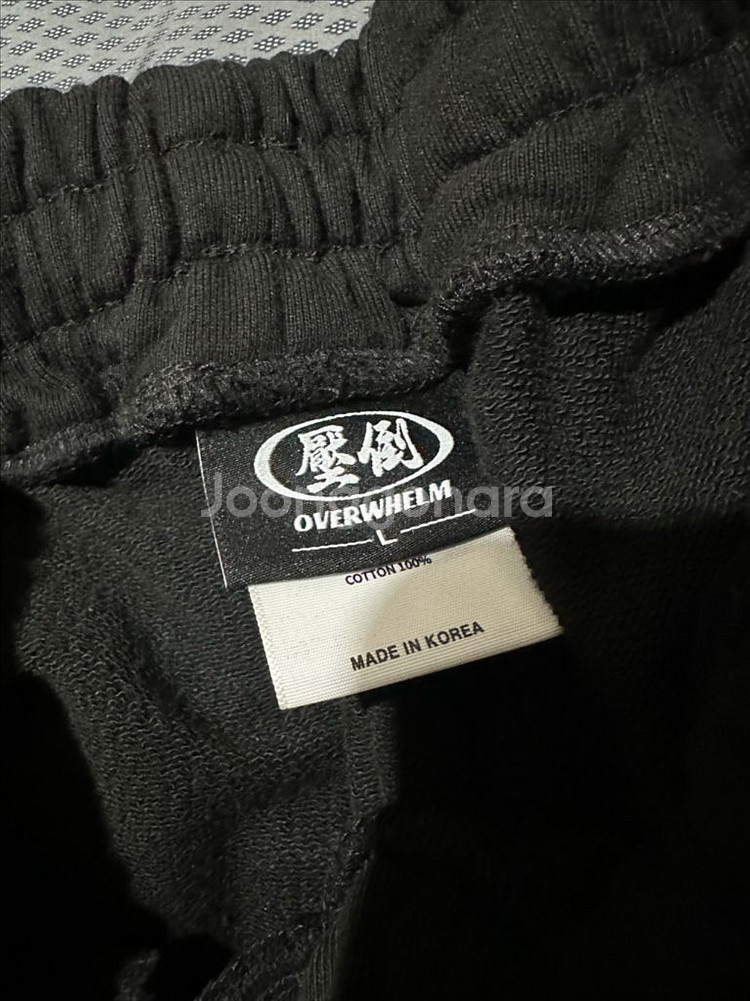 壓倒
OVERWHELM
L
COTTON 100%
MADE IN KOREA
Joonggonara